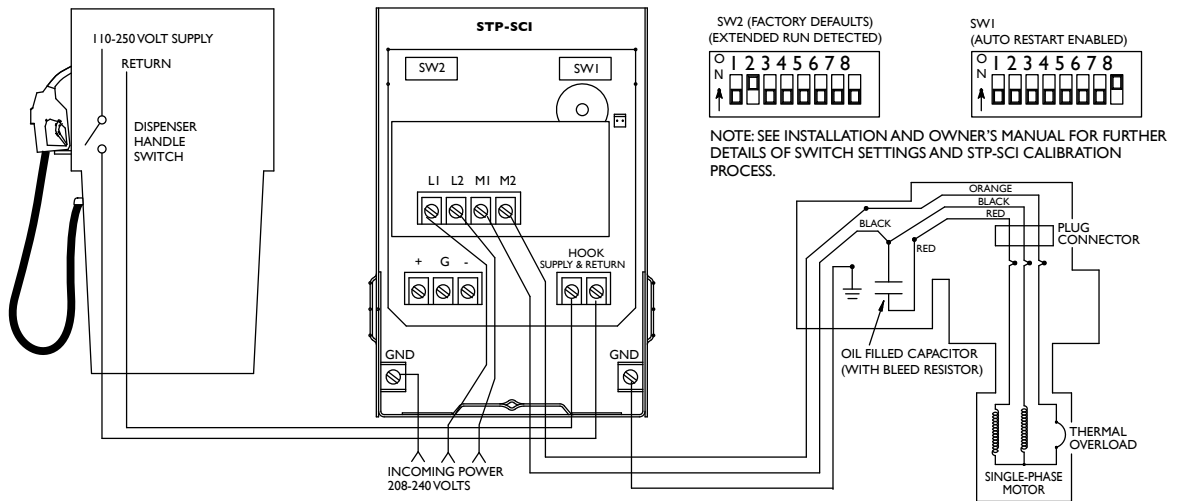 110-250 VOLT SUPPLY
RETURN
DISPENSER
HANDLE
SWITCH
STP-SCI
SW2
SW1
L1 L2 M1 M2
+ G -
HOOK
SUPPLY & RETURN
GND
GND
INCOMING POWER
208-240 VOLTS
SW2 (FACTORY DEFAULTS)
(EXTENDED RUN DETECTED)
ON
1 2 3 4 5 6 7 8
SW1
(AUTO RESTART ENABLED)
ON
1 2 3 4 5 6 7 8
NOTE: SEE INSTALLATION AND OWNER'S MANUAL FOR FURTHER
DETAILS OF SWITCH SETTINGS AND STP-SCI CALIBRATION
PROCESS.
ORANGE
BLACK
RED
BLACK
RED
PLUG
CONNECTOR
OIL FILLED CAPACITOR
(WITH BLEED RESISTOR)
THERMAL
OVERLOAD
SINGLE-PHASE
MOTOR